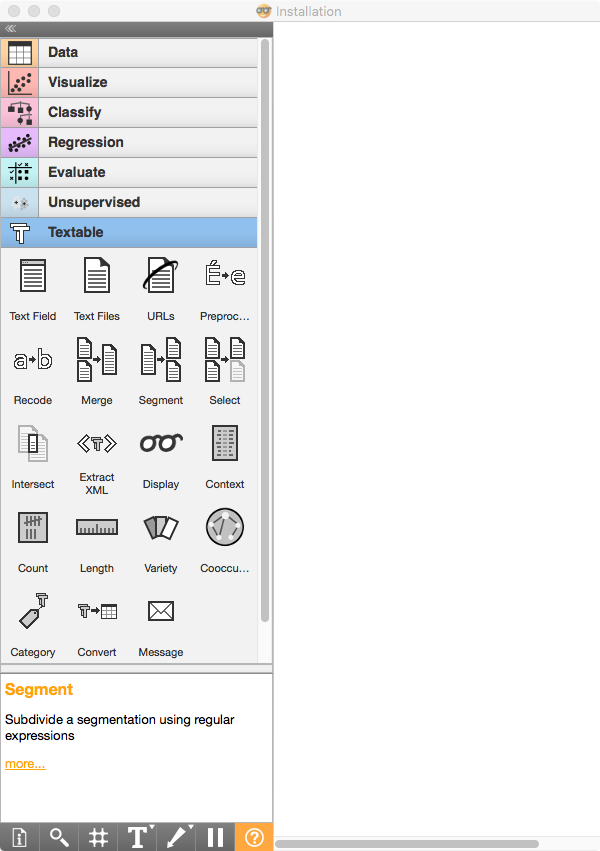 Installation
Data
Visualize
Classify
Regression
Evaluate
Unsupervised
Textable
Text Field Text Files URLs Preproc...
É e
a b
Recode Merge Segment Select
Intersect Extract XML Display Context
Count Length Variety Cooccu...
Category Convert Message
Segment
Subdivide a segmentation using regular
expressions
more...
T
?